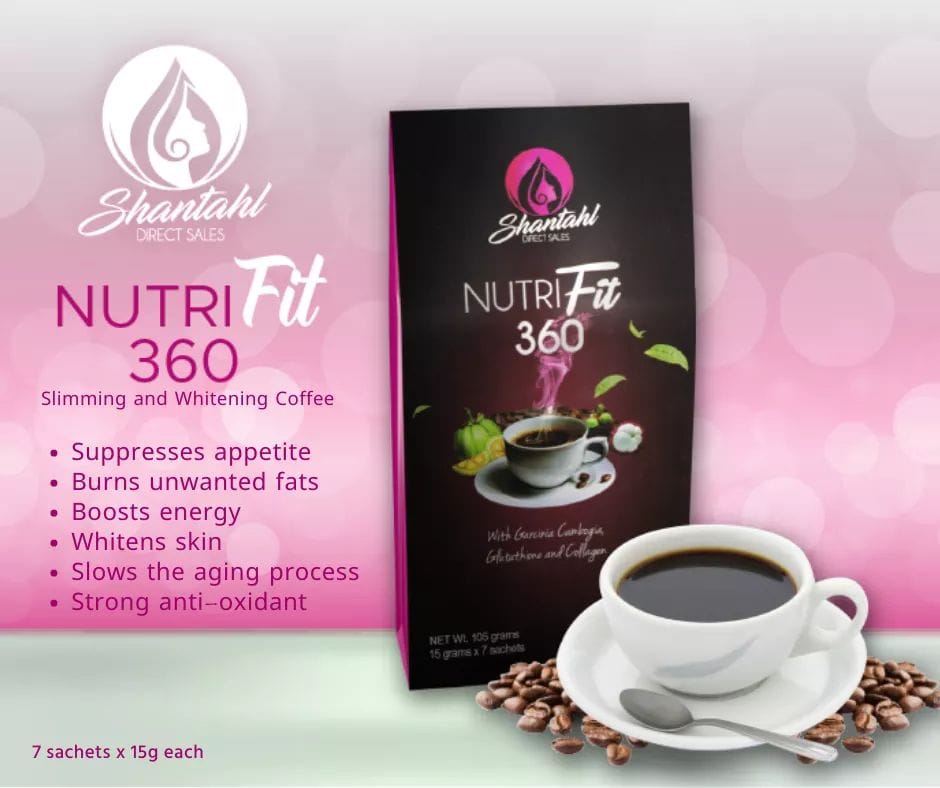 Shantahl
DIRECT SALES
NUTRI Fit
360
Slimming and Whitening Coffee
• Suppresses appetite
• Burns unwanted fats
• Boosts energy
• Whitens skin
• Slows the aging process
• Strong anti-oxidant
7 sachets x 15g each
Shantahl
DIRECT SALES
NUTRIFit
360
With Garcinia Cambogia,
Glutathione and Collagen
NET Wt. 105 grams
15 grams x 7 sachets